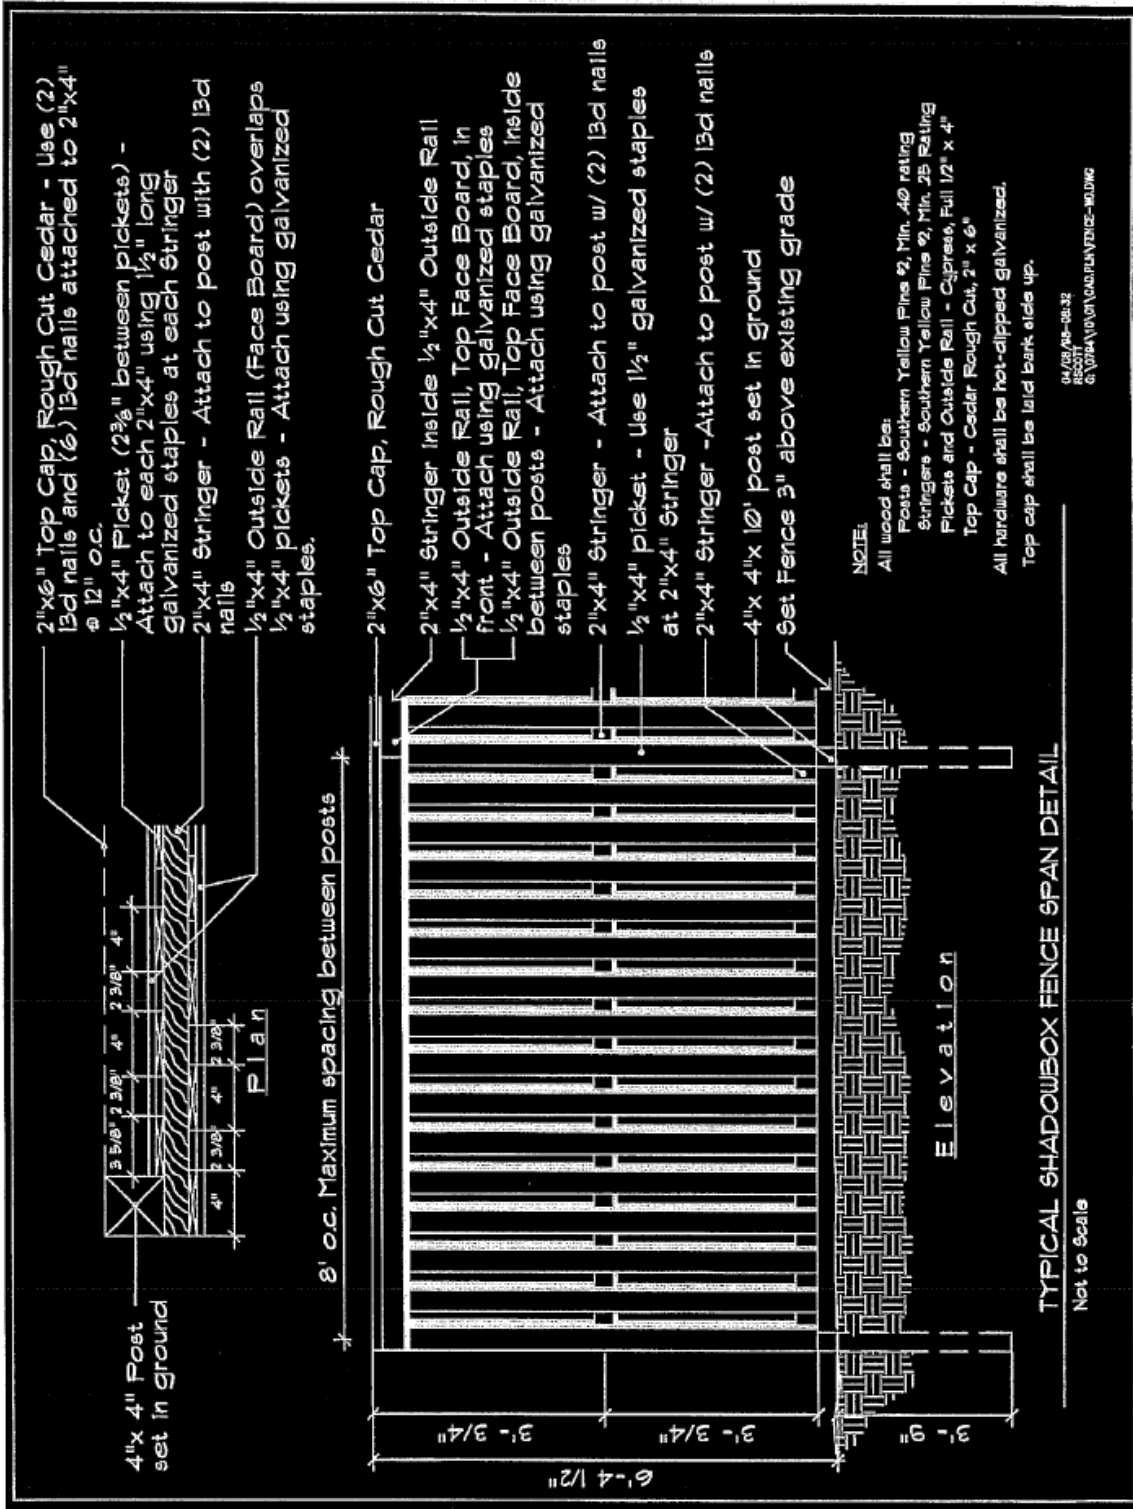 4"x 4" Post
set in ground
3 5/8"
2 3/8"
2 3/8"
4"
2 3/8"
4"
4"
2 3/8"
4"
2 3/8"
Plan
2"x6" Top Cap, Rough Cut Cedar - Use (2)
13d nails and (6) 13d nails attached to 2"x4"
@ 12" o.c.
1/2"x4" Picket (2 3/8" between pickets) -
Attach to each 2"x4" using 1 1/2" long
galvanized staples at each Stringer
2"x4" Stringer - Attach to post with (2) 13d
nails
1/2"x4" Outside Rail (Face Board) overlaps
1/2"x4" pickets - Attach using galvanized
staples.
8' o.c. Maximum spacing between posts
2"x6" Top Cap, Rough Cut Cedar
2"x4" Stringer inside 1/2"x4" Outside Rail
1/2"x4" Outside Rail, Top Face Board, in
front - Attach using galvanized staples
1/2"x4" Outside Rail, Top Face Board, Inside
between posts - Attach using galvanized
staples
2"x4" Stringer - Attach to post w/ (2) 13d nails
1/2"x4" picket - Use 1 1/2" galvanized staples
at 2"x4" Stringer
2"x4" Stringer -Attach to post w/ (2) 13d nails
4"x 4"x 10' post set in ground
Set Fence 3" above existing grade
3'- 3/4"
3'- 3/4"
6'-4 1/2"
3'- 9"
Elevation
NOTE:
All wood shall be:
Posts - Southern Yellow Pine #2, Min. .40 rating
Stringers - Southern Yellow Pine #2, Min. .25 Rating
Pickets and Outside Rail - Cypress, Full 1/2" x 4"
Top Cap - Cedar Rough Cut, 2" x 6"
All hardware shall be hot-dipped galvanized.
Top cap shall be laid bark side up.
TYPICAL SHADOWBOX FENCE SPAN DETAIL
Not to Scale
RSCOTT